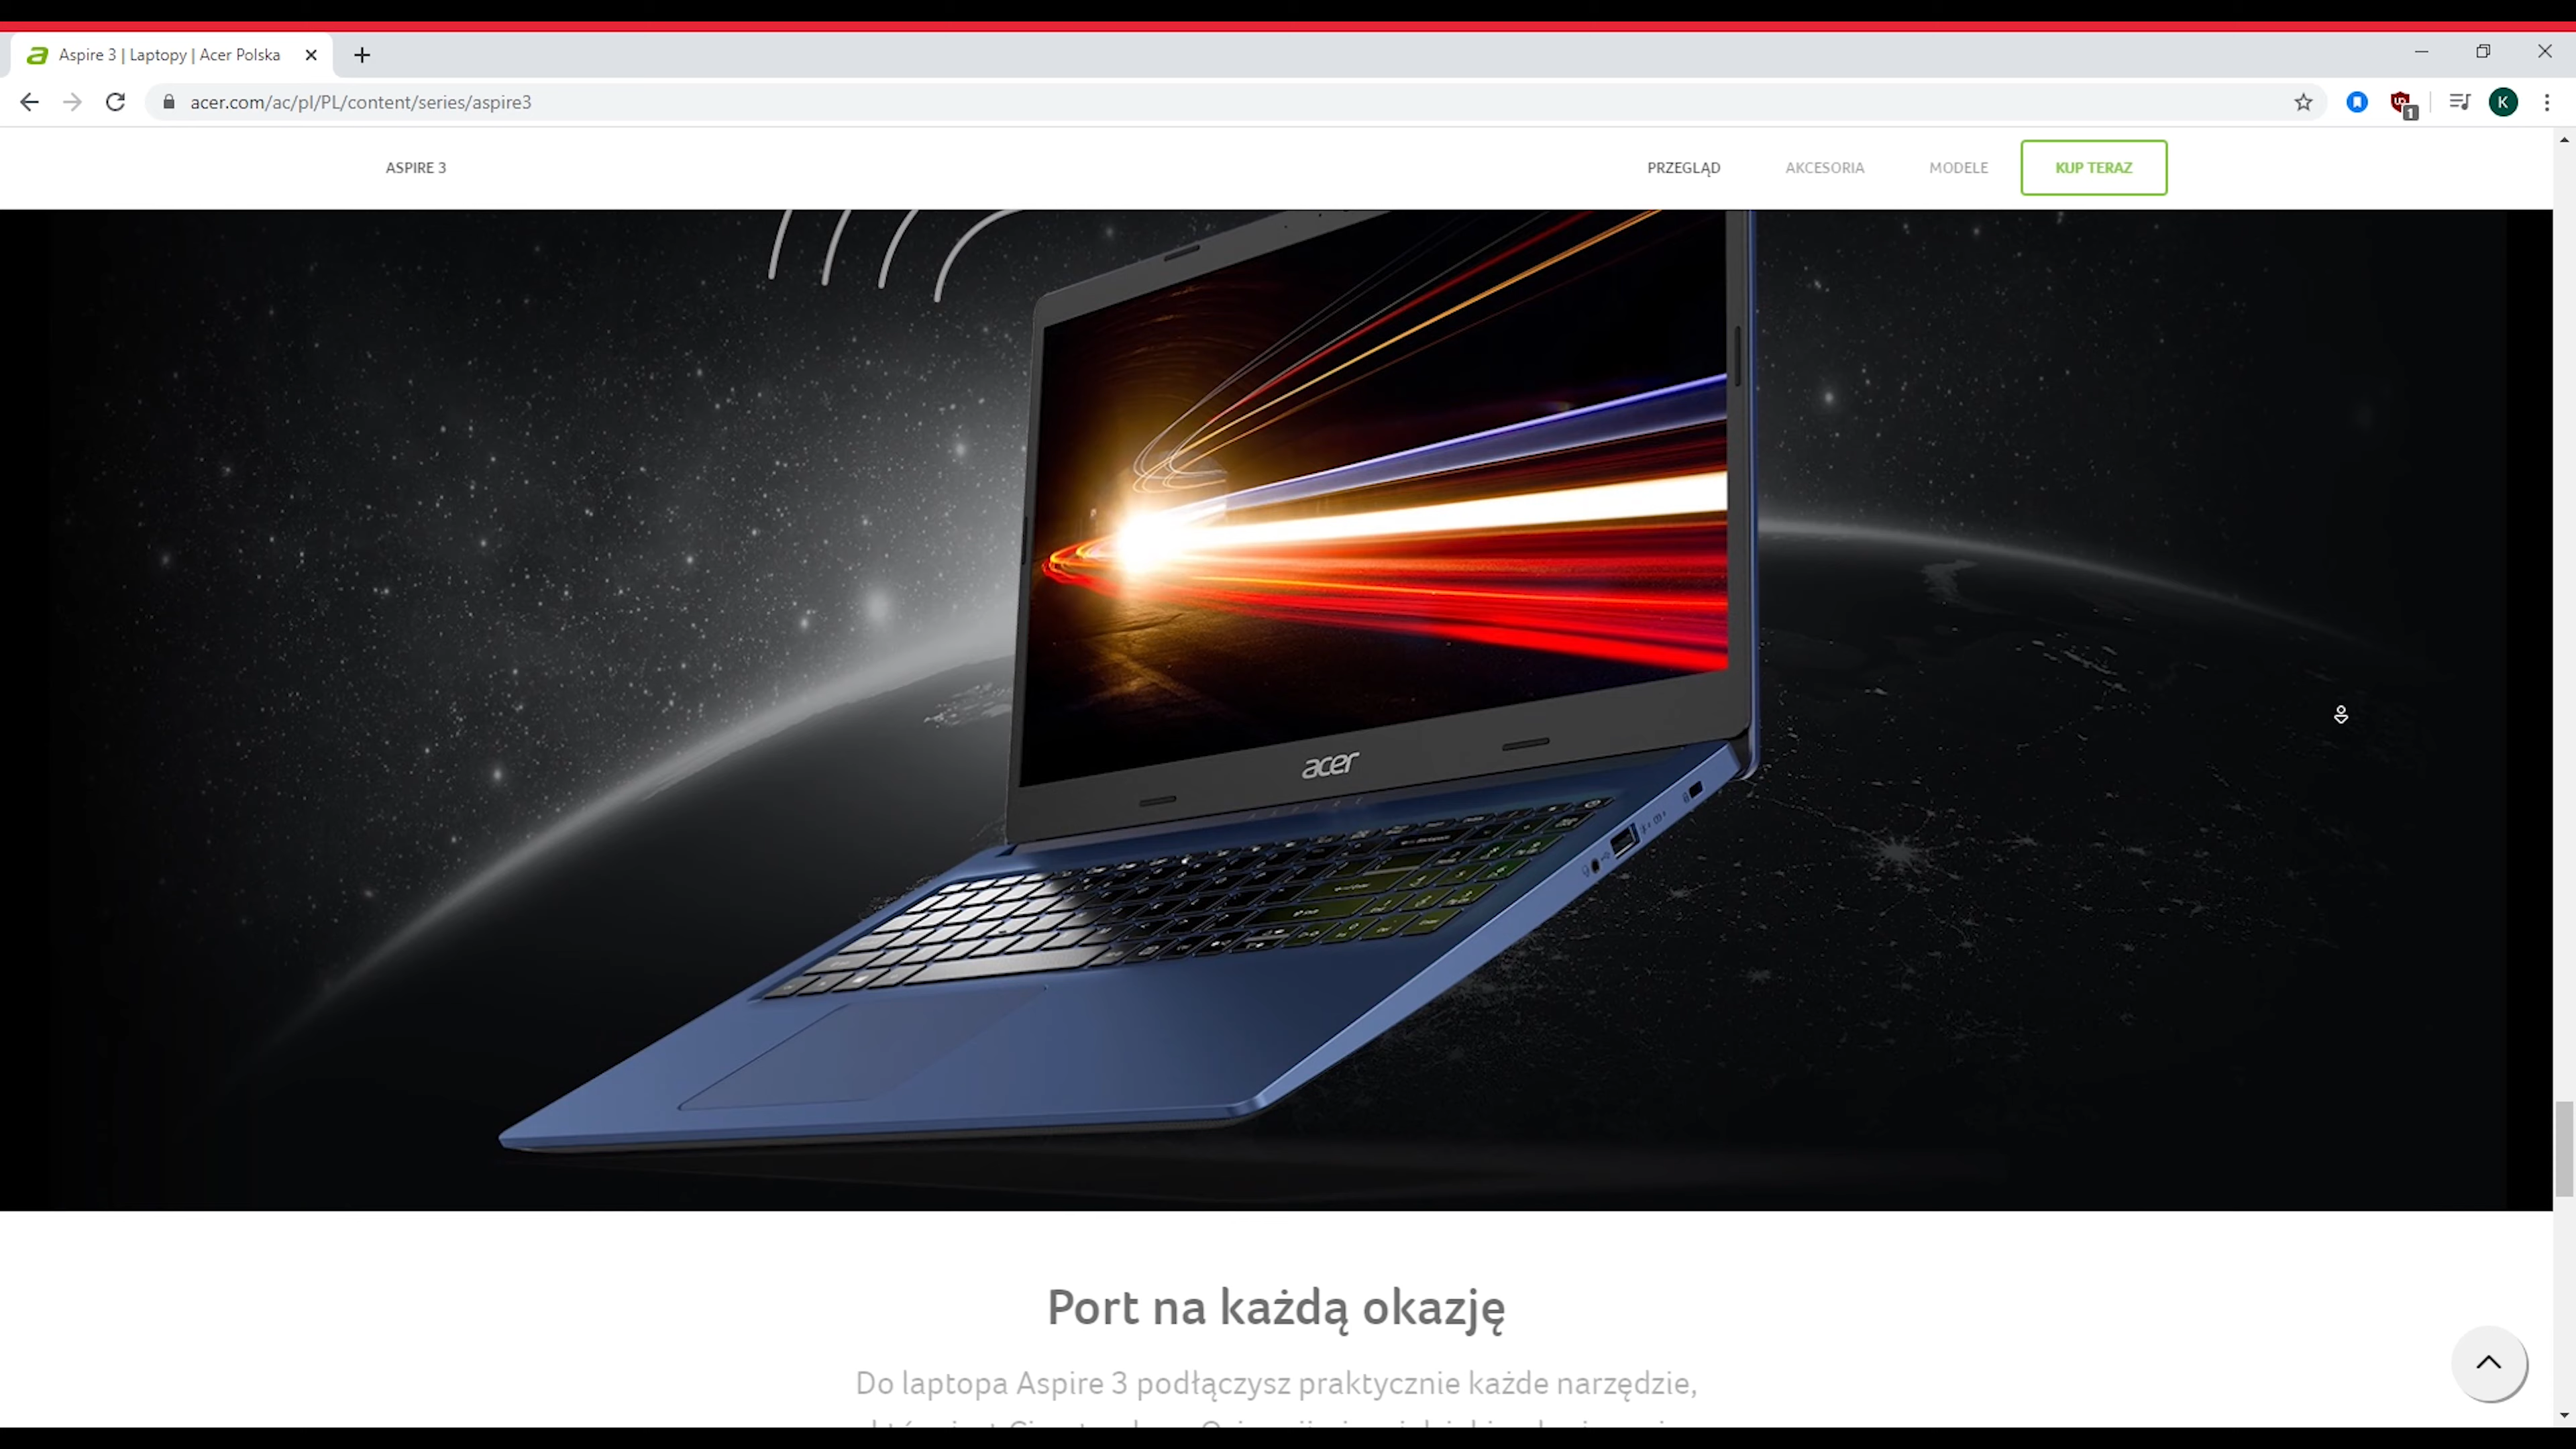 Aspire 3 | Laptopy | Acer Polska
acer.com/ac/pl/PL/content/series/aspire3
1
K
ASPIRE 3
PRZEGLĄD
AKCESORIA
MODELE
KUP TERAZ
acer
Port na każdą okazję
Do laptopa Aspire 3 podłączysz praktycznie każde narzędzie,